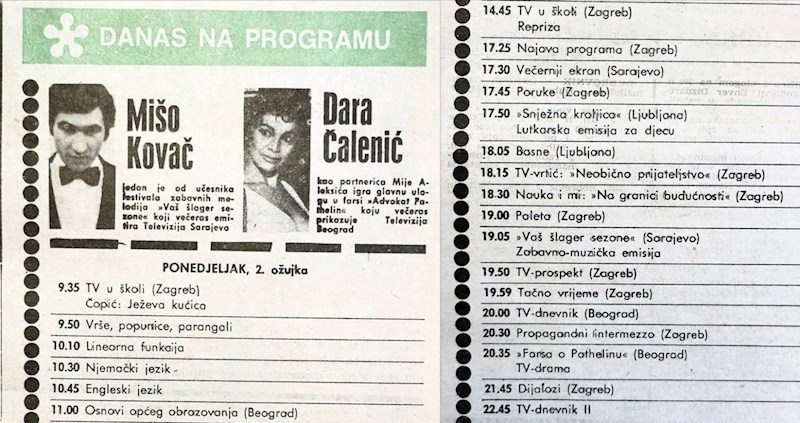 DANAS NA PROGRAMU
Mišo
Kovač
jedan je od učesnika
festivala zabavnih me-
lodija »Vaš šlager se-
zone« koji večeras emi-
tira Televizija Sarajevo
Dara
Čalenić
kao partnerica Mije A-
leksića igra glavnu ulo-
gu u farsi »Advokat Pa-
thelin« koju večeras
prikazuje Televizija
Beograd
PONEDJELJAK, 2. ožujka
9.35 TV u školi (Zagreb)
Ćopić: Ježeva kućica
9.50 Vrše, popunice, parangali
10.10 Lineorna funkaija
10.30 Njemački jezik
10.45 Engleski jezik
11.00 Osnovi općeg obrazovanja (Beograd)
14.45 TV u školi (Zagreb)
Repriza
17.25 Najava programa (Zagreb)
17.30 Večernji ekran (Sarajevo)
17.45 Poruke (Zagreb)
17.50 »Snježna kraljica« (Ljubljana)
Lutkarska emisija za djecu
18.05 Basne (Ljubljana)
18.15 TV-vrtić: »Neobično prijateljstvo« (Zagreb)
18.30 Nauka i mi: »Na granici budućnosti« (Zagreb)
19.00 Paleta (Zagreb)
19.05 »Vaš šlager sezone« (Sarajevo)
Zabavno-muzička emisija
19.50 TV-prospekt (Zagreb)
19.59 Tačno vrijeme (Zagreb)
20.00 TV-dnevnik (Beograd)
20.30 Propagandni intermezzo (Zagreb)
20.35 »Farsa o Pathelinu« (Beograd)
TV-drama
21.45 Dijalozi (Zagreb)
22.45 TV-dnevnik II